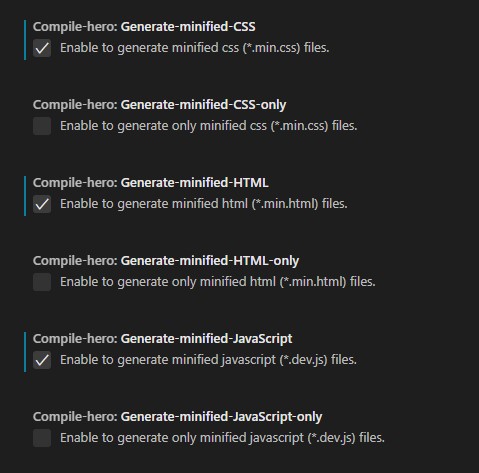 Compile-hero: Generate-minified-CSS
Enable to generate minified css (*.min.css) files.
Compile-hero: Generate-minified-CSS-only
Enable to generate only minified css (*.min.css) files.
Compile-hero: Generate-minified-HTML
Enable to generate minified html (*.min.html) files.
Compile-hero: Generate-minified-HTML-only
Enable to generate only minified html (*.min.html) files.
Compile-hero: Generate-minified-JavaScript
Enable to generate minified javascript (*.dev.js) files.
Compile-hero: Generate-minified-JavaScript-only
Enable to generate only minified javascript (*.dev.js) files.